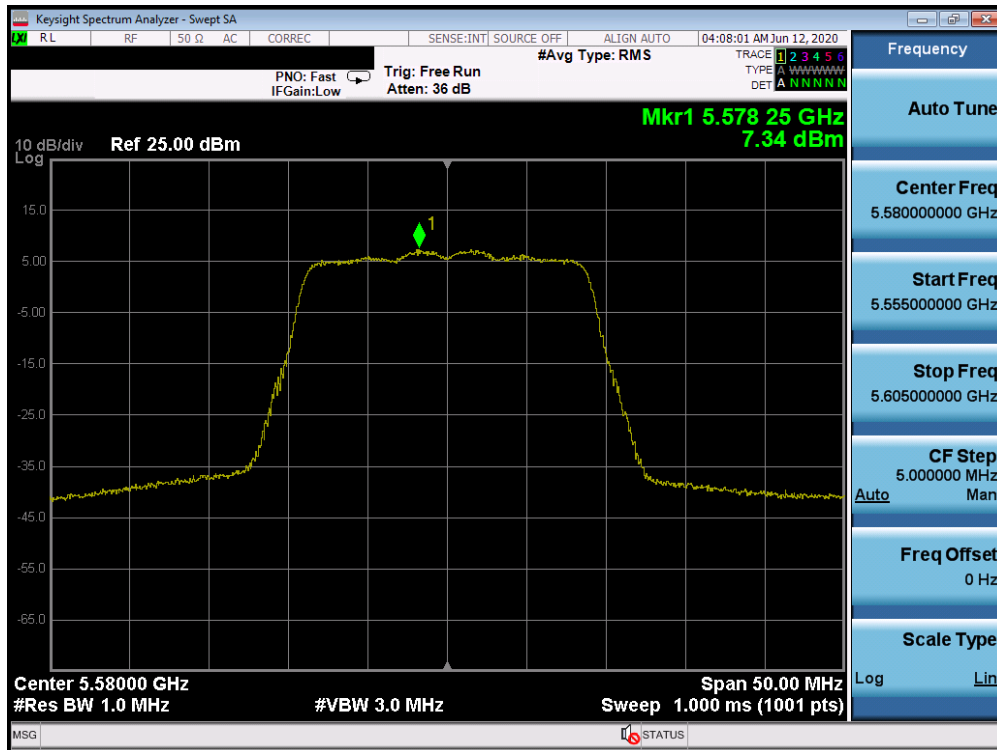 Keysight Spectrum Analyzer - Swept SA
LXI RL RF 50 Ω AC CORREC SENSE:INT SOURCE OFF ALIGN AUTO 04:08:01 AM Jun 12, 2020
#Avg Type: RMS TRACE 1 2 3 4 5 6
PNO: Fast Trig: Free Run TYPE A WWWWW
IFGain:Low Atten: 36 dB DET A N N N N N
Mkr1 5.578 25 GHz
7.34 dBm
10 dB/div Ref 25.00 dBm
Log
15.0
1
5.00
-5.00
-15.0
-25.0
-35.0
-45.0
-55.0
-65.0
Center 5.58000 GHz Span 50.00 MHz
#Res BW 1.0 MHz #VBW 3.0 MHz Sweep 1.000 ms (1001 pts)
MSG STATUS
Frequency
Auto Tune
Center Freq
5.580000000 GHz
Start Freq
5.555000000 GHz
Stop Freq
5.605000000 GHz
CF Step
5.000000 MHz
Auto Man
Freq Offset
0 Hz
Scale Type
Log Lin